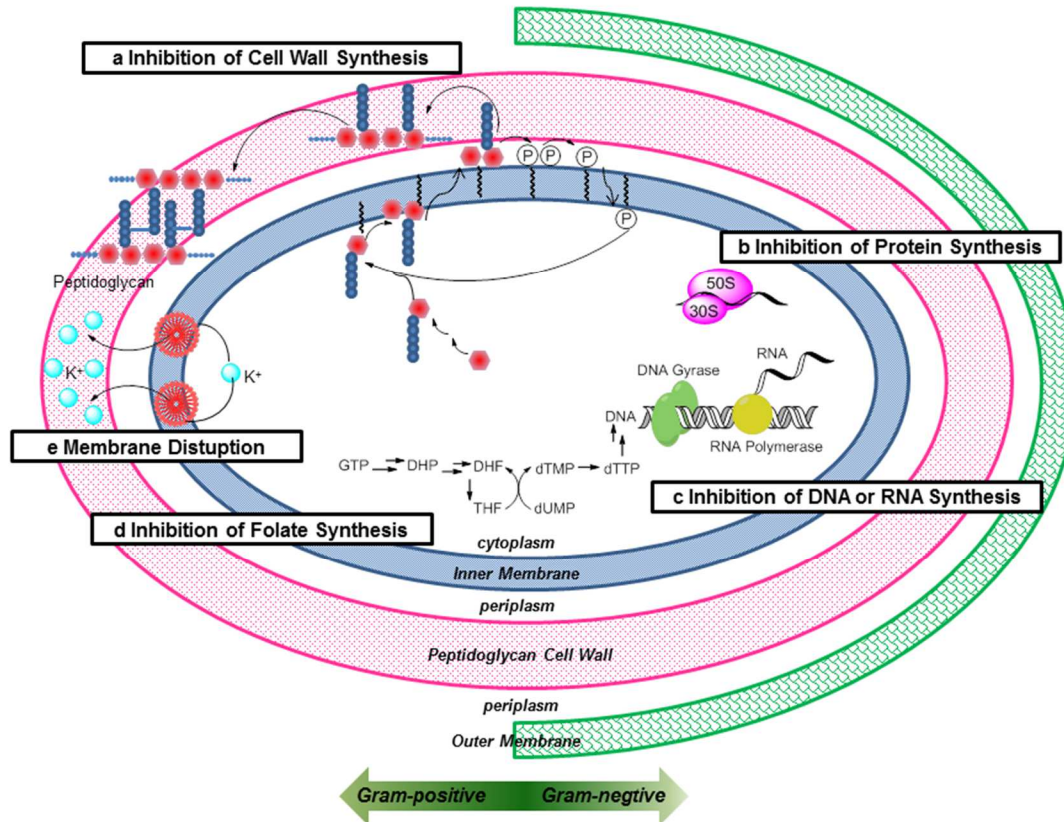 a Inhibition of Cell Wall Synthesis
P
P
P
P
b Inhibition of Protein Synthesis
Peptidoglycan
50S
30S
K⁺
K⁺
RNA
DNA Gyrase
DNA
RNA Polymerase
e Membrane Distuption
GTP DHP DHF dTMP dTTP
THF dUMP
c Inhibition of DNA or RNA Synthesis
d Inhibition of Folate Synthesis
cytoplasm
Inner Membrane
periplasm
Peptidoglycan Cell Wall
periplasm
Outer Membrane
Gram-positive Gram-negtive